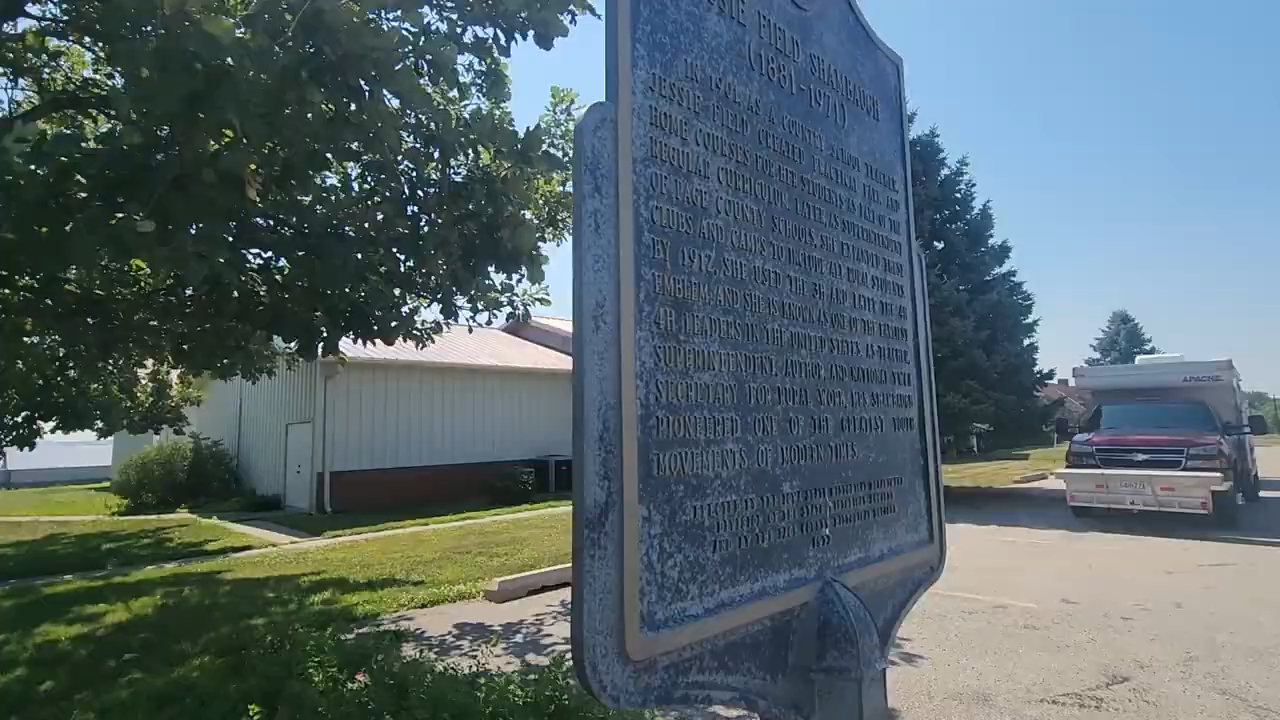 SSIE FIELD SHAMBAUGH
(1881-1971)
IN 1901, AS A COUNTRY SCHOOL TEACHER,
JESSIE FIELD CREATED PRACTICAL FARM AND
HOME COURSES FOR HER STUDENTS AS PART OF THE
REGULAR CURRICULUM. LATER, AS SUPERINTENDENT
OF PAGE COUNTY SCHOOLS, SHE EXPANDED THESE
CLUBS AND CAMPS TO INCLUDE ALL RURAL STUDENTS.
BY 1912, SHE USED THE 3H AND LATER THE 4H
EMBLEM, AND SHE IS KNOWN AS ONE OF THE EARLIEST
4H LEADERS IN THE UNITED STATES. AS TEACHER,
SUPERINTENDENT, AUTHOR, AND NATIONAL YWCA
SECRETARY FOR RURAL WORK, MRS. SHAMBAUGH
PIONEERED ONE OF THE GREATEST YOUTH
MOVEMENTS OF MODERN TIMES.
APACHE